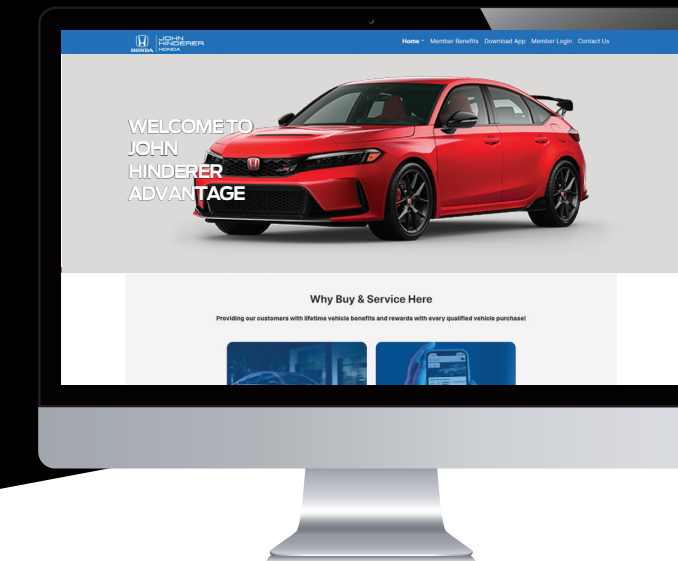 HONDA
JOHN
HINDERER
HONDA
Home
Member Benefits
Download App
Member Login
Contact Us
WELCOME TO
JOHN
HINDERER
ADVANTAGE
Why Buy & Service Here
Providing our customers with lifetime vehicle benefits and rewards with every qualified vehicle purchase!